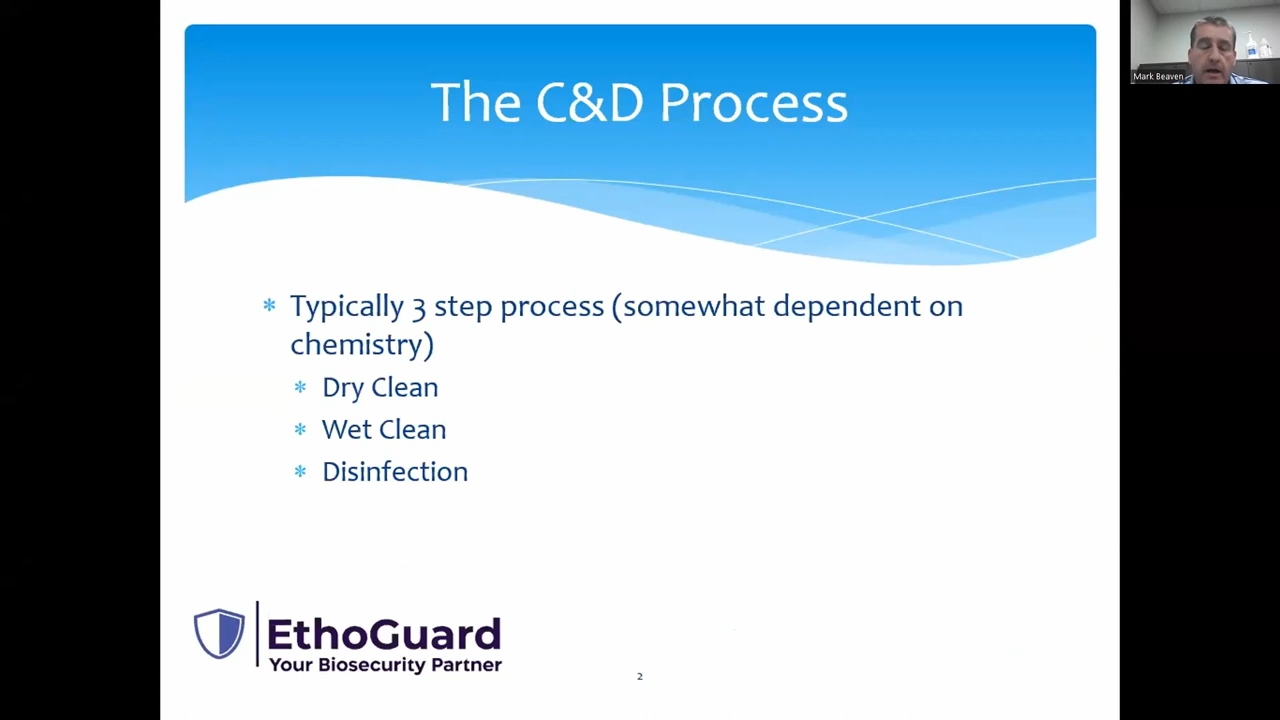 The C&D Process
Mark Beaven
* Typically 3 step process (somewhat dependent on
chemistry)
* Dry Clean
* Wet Clean
* Disinfection
EthoGuard
Your Biosecurity Partner
2